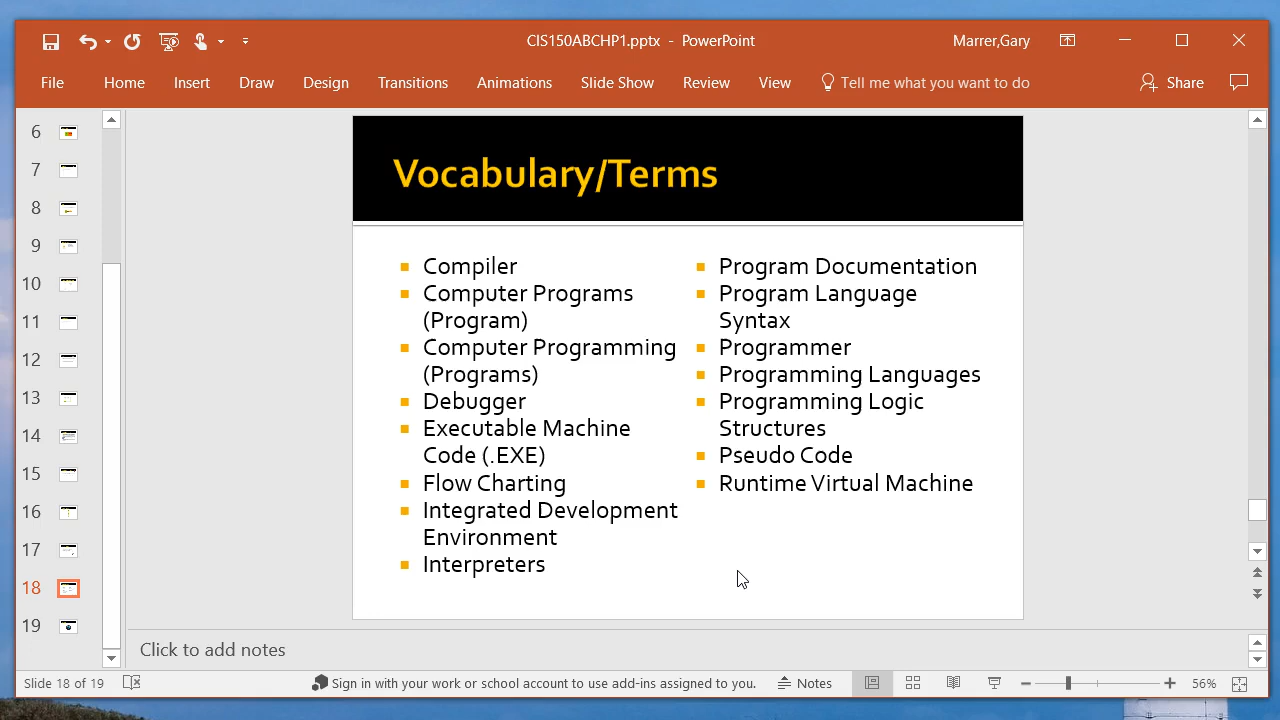 CIS150ABCHP1.pptx - PowerPoint
Marrer,Gary
File Home Insert Draw Design Transitions Animations Slide Show Review View Tell me what you want to do Share
6
7
8
9
10
11
12
13
14
15
16
17
18
19
Vocabulary/Terms
Compiler
Computer Programs
(Program)
Computer Programming
(Programs)
Debugger
Executable Machine
Code (.EXE)
Flow Charting
Integrated Development
Environment
Interpreters
Program Documentation
Program Language
Syntax
Programmer
Programming Languages
Programming Logic
Structures
Pseudo Code
Runtime Virtual Machine
Click to add notes
Slide 18 of 19 Sign in with your work or school account to use add-ins assigned to you. Notes 56%